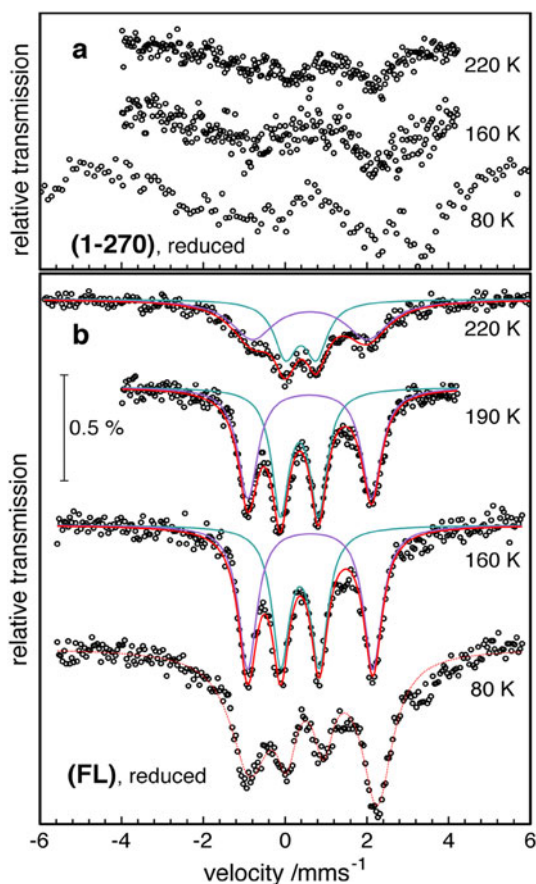 a
220 K
160 K
80 K
(1-270), reduced
relative transmission
b
220 K
0.5 %
190 K
160 K
80 K
(FL), reduced
relative transmission
-6 -4 -2 0 2 4 6
velocity /mms⁻¹